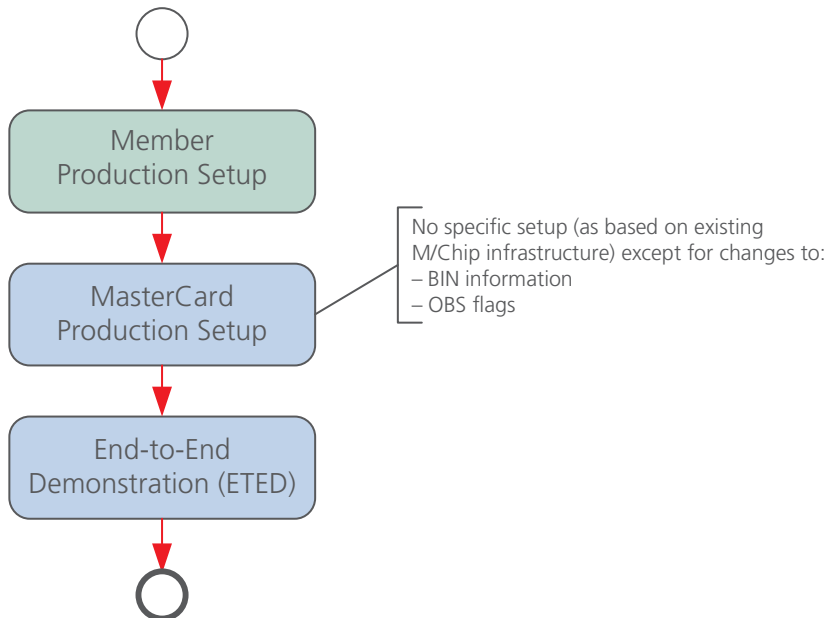 Member
Production Setup
No specific setup (as based on existing
M/Chip infrastructure) except for changes to:
– BIN information
– OBS flags
MasterCard
Production Setup
End-to-End
Demonstration (ETED)